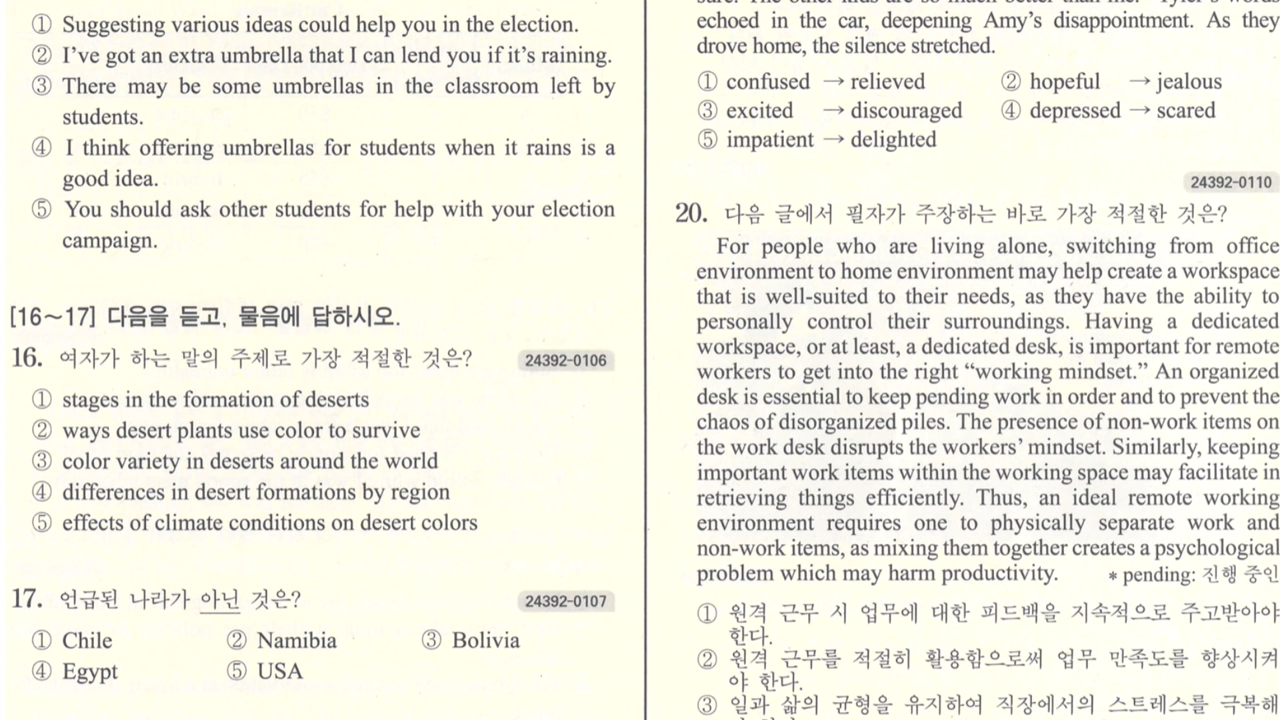 ① Suggesting various ideas could help you in the election.
② I've got an extra umbrella that I can lend you if it's raining.
③ There may be some umbrellas in the classroom left by
students.
④ I think offering umbrellas for students when it rains is a
good idea.
⑤ You should ask other students for help with your election
campaign.
[16～17] 다음을 듣고, 물음에 답하시오.
16. 여자가 하는 말의 주제로 가장 적절한 것은? 24392-0106
① stages in the formation of deserts
② ways desert plants use color to survive
③ color variety in deserts around the world
④ differences in desert formations by region
⑤ effects of climate conditions on desert colors
17. 언급된 나라가 아닌 것은? 24392-0107
① Chile ② Namibia ③ Bolivia
④ Egypt ⑤ USA
echoed in the car, deepening Amy's disappointment. As they
drove home, the silence stretched.
① confused → relieved ② hopeful → jealous
③ excited → discouraged ④ depressed → scared
⑤ impatient → delighted
24392-0110
20. 다음 글에서 필자가 주장하는 바로 가장 적절한 것은?
For people who are living alone, switching from office
environment to home environment may help create a workspace
that is well-suited to their needs, as they have the ability to
personally control their surroundings. Having a dedicated
workspace, or at least, a dedicated desk, is important for remote
workers to get into the right “working mindset.” An organized
desk is essential to keep pending work in order and to prevent the
chaos of disorganized piles. The presence of non-work items on
the work desk disrupts the workers' mindset. Similarly, keeping
important work items within the working space may facilitate in
retrieving things efficiently. Thus, an ideal remote working
environment requires one to physically separate work and
non-work items, as mixing them together creates a psychological
problem which may harm productivity. * pending: 진행 중인
① 원격 근무 시 업무에 대한 피드백을 지속적으로 주고받아야
한다.
② 원격 근무를 적절히 활용함으로써 업무 만족도를 향상시켜
야 한다.
③ 일과 삶의 균형을 유지하여 직장에서의 스트레스를 극복해